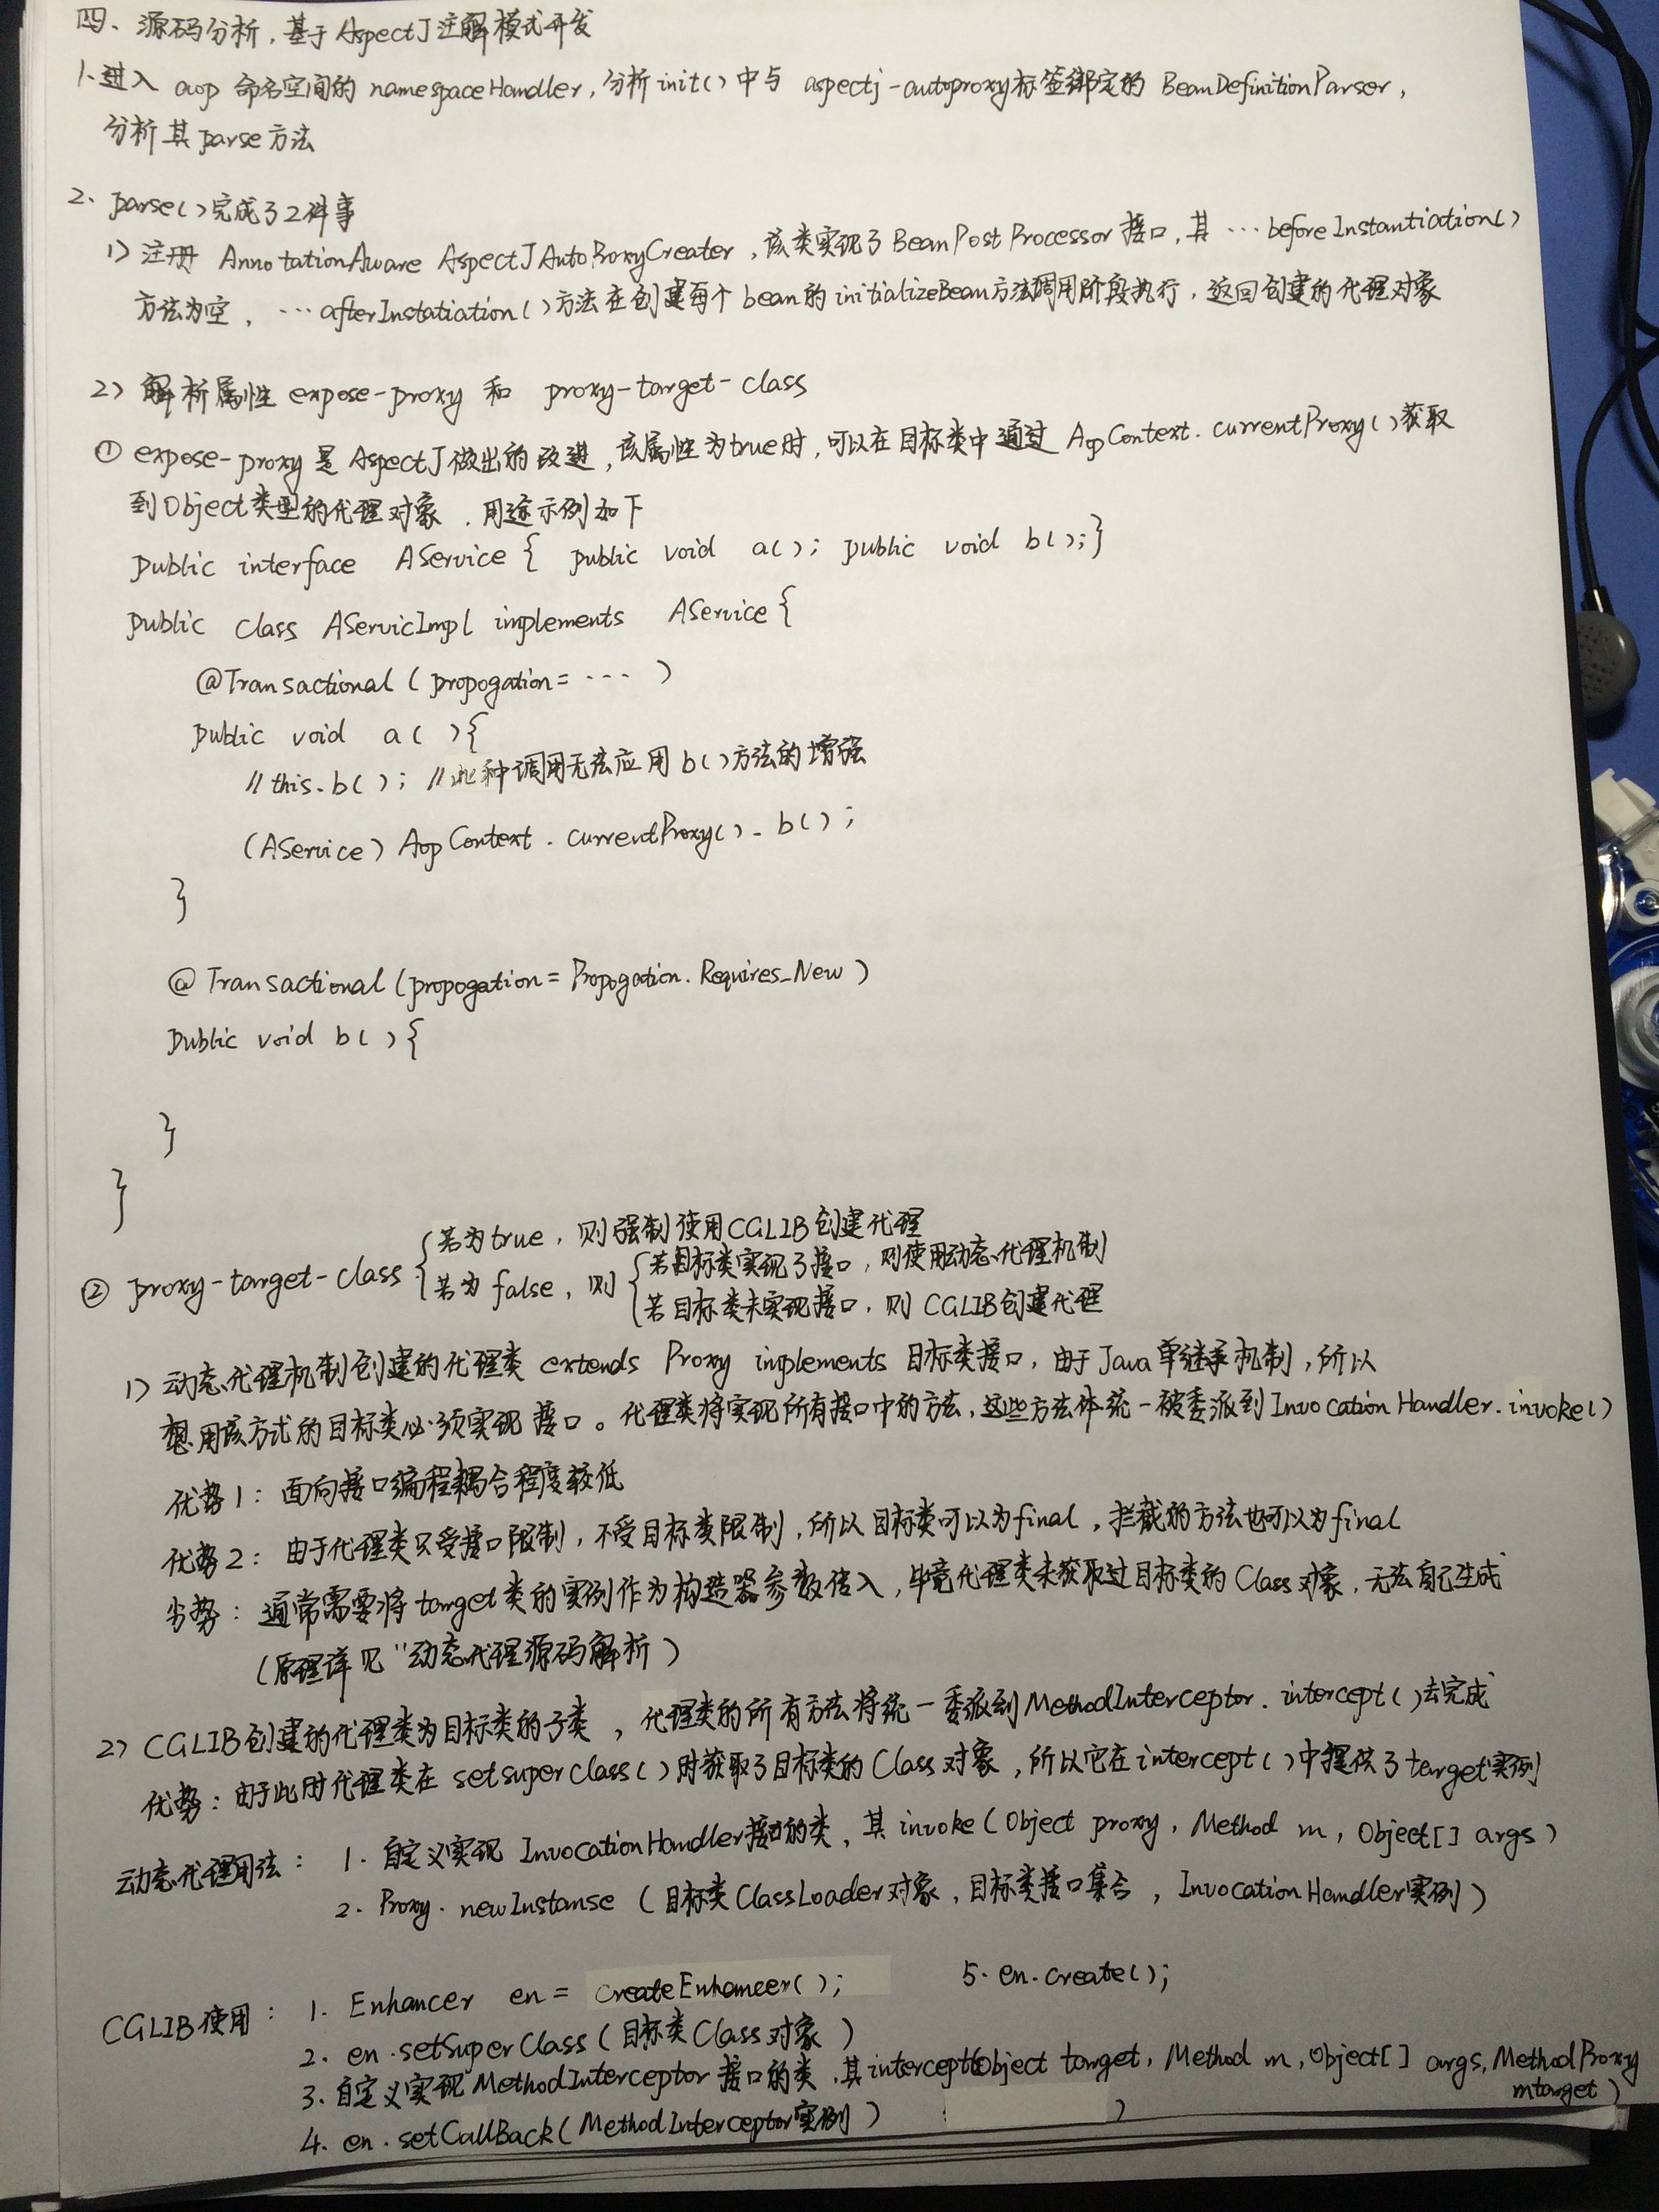 四、源码分析，基于AspectJ注解模式开发
1、进入 aop 命名空间的 namespaceHandler，分析init()中与 aspectj-autoproxy标签绑定的 BeanDefinitionParser，
分析其parse方法
2、parse()完成了2件事
1) 注册 AnnotationAware AspectJAutoProxyCreater，该类实现了BeanPostProcessor接口，其 …beforeInstantiation()
方法为空，…afterInstatiation()方法在创建每个bean的initializeBean方法调用阶段执行，返回创建的代理对象
2) 解析属性 expose-proxy 和 proxy-target-class
① expose-proxy是AspectJ做出的改进，该属性为true时，可以在目标类中通过 AopContext.currentProxy()获取
到Object类型的代理对象，用途示例如下
public interface AService { public void a(); public void b();}
public class AServicImpl implements AService {
@Transactional ( propogation= ··· )
public void a( ){
// this.b( ); //此种调用无法应用b()方法的增强
(AService) AopContext.currentProxy().b( );
}
@Transactional (propogation = Propogation.Requires_New )
public void b( ) {
}
}
② proxy-target-class { 若为true，则强制使用CGLIB创建代理
若为 false，则 { 若目标类实现了接口，则使用动态代理机制
若目标类未实现接口，则 CGLIB创建代理
1) 动态代理机制创建的代理类 extends Proxy implements 目标类接口，由于Java单继承机制，所以
想用该方式的目标类必须实现接口。代理类将实现所有接口中的方法，这些方法体统一被委派到InvocationHandler.invoke()
优势1：面向接口编程耦合程度较低
优势2：由于代理类只受接口限制，不受目标类限制，所以目标类可以为final，拦截的方法也可以为final
劣势：通常需要将target类的实例作为构造器参数传入，毕竟代理类未获取过目标类的Class对象，无法自己生成
(原理详见“动态代理源码解析)
2) CGLIB创建的代理类为目标类的子类，代理类的所有方法将统一委派到MethodInterceptor.intercept()去完成
优势：由于此时代理类在 setsuperclass()时获取了目标类的Class对象，所以它在intercept()中提供了target实例
动态代理用法：1. 自定义实现 InvocationHandler接口的类，其 invoke(Object proxy, Method m, Object[] args)
2. Proxy.newInstanse (目标类ClassLoader对象，目标类接口集合，InvocationHandler实例)
CGLIB使用：1. Enhancer en = createEnhancer(); 5. en.create();
2. en.setSuperClass(目标类Class对象)
3. 自定义实现MethodInterceptor接口的类，其intercept(Object target, Method m, Object[] args, MethodProxy
mtarget)
4. en.setCallBack(MethodInterceptor实例)